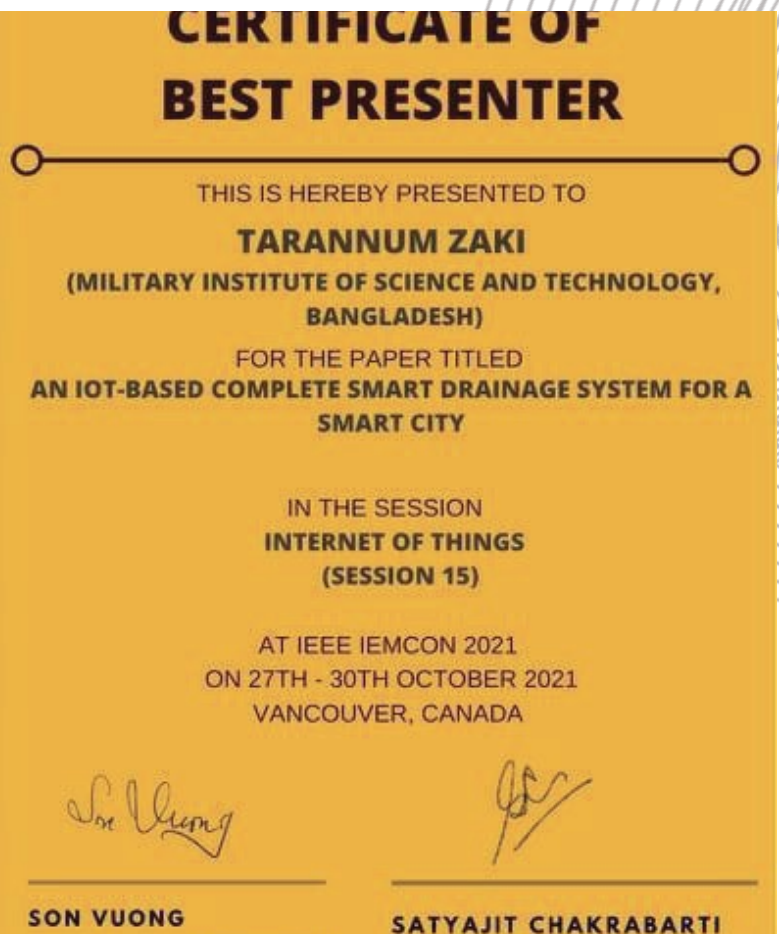 CERTIFICATE OF
BEST PRESENTER
THIS IS HEREBY PRESENTED TO
TARANNUM ZAKI
(MILITARY INSTITUTE OF SCIENCE AND TECHNOLOGY,
BANGLADESH)
FOR THE PAPER TITLED
AN IOT-BASED COMPLETE SMART DRAINAGE SYSTEM FOR A
SMART CITY
IN THE SESSION
INTERNET OF THINGS
(SESSION 15)
AT IEEE IEMCON 2021
ON 27TH - 30TH OCTOBER 2021
VANCOUVER, CANADA
Son Vuong
SON VUONG
SATYAJIT CHAKRABARTI